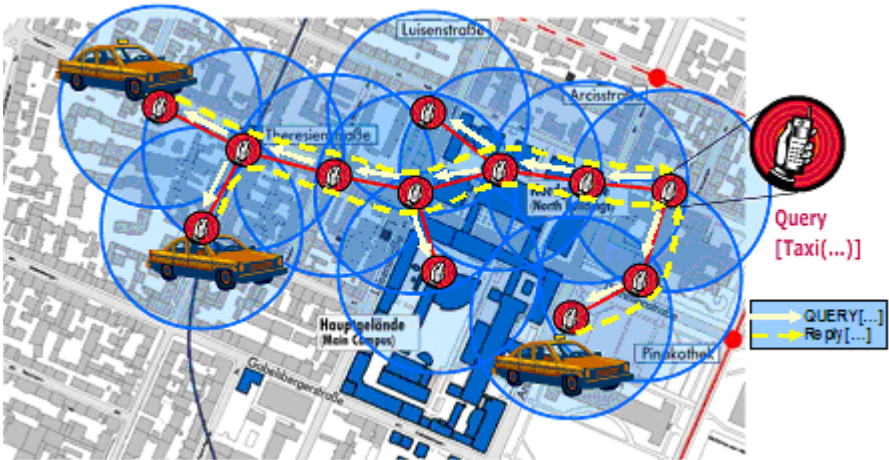 Luisenstraße
Arcisstraße
Theresienstraße
(North
Query
[Taxi(...)]
QUERY[...]
Reply[...]
Hauptgelände
(Main Campus)
Pinakothek
Gabelsbergerstraße